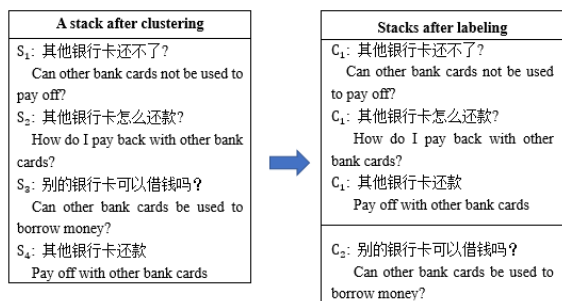 A stack after clustering
S₁: 其他银行卡还不了?
Can other bank cards not be used to
pay off?
S₂: 其他银行卡怎么还款?
How do I pay back with other bank
cards?
S₃: 别的银行卡可以借钱吗？
Can other bank cards be used to
borrow money?
S₄: 其他银行卡还款
Pay off with other bank cards
Stacks after labeling
C₁: 其他银行卡还不了?
Can other bank cards not be used
to pay off?
C₁: 其他银行卡怎么还款?
How do I pay back with other
bank cards?
C₁: 其他银行卡还款
Pay off with other bank cards
C₂: 别的银行卡可以借钱吗？
Can other bank cards be used to
borrow money?